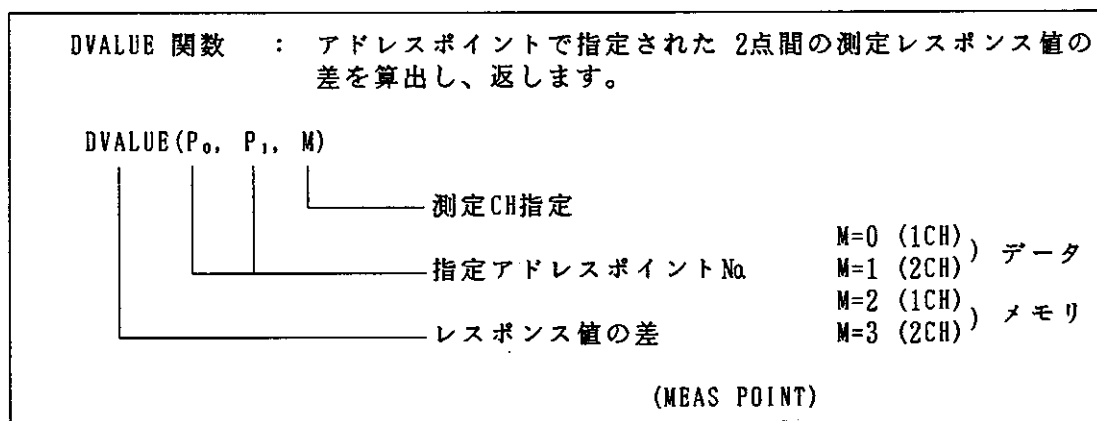 DVALUE 関数 : アドレスポイントで指定された 2点間の測定レスポンス値の
差を算出し、返します。
DVALUE(P₀, P₁, M)
測定CH指定
指定アドレスポイント№
レスポンス値の差
M=0 (1CH)
M=1 (2CH) ) データ
M=2 (1CH)
M=3 (2CH) ) メモリ
(MEAS POINT)